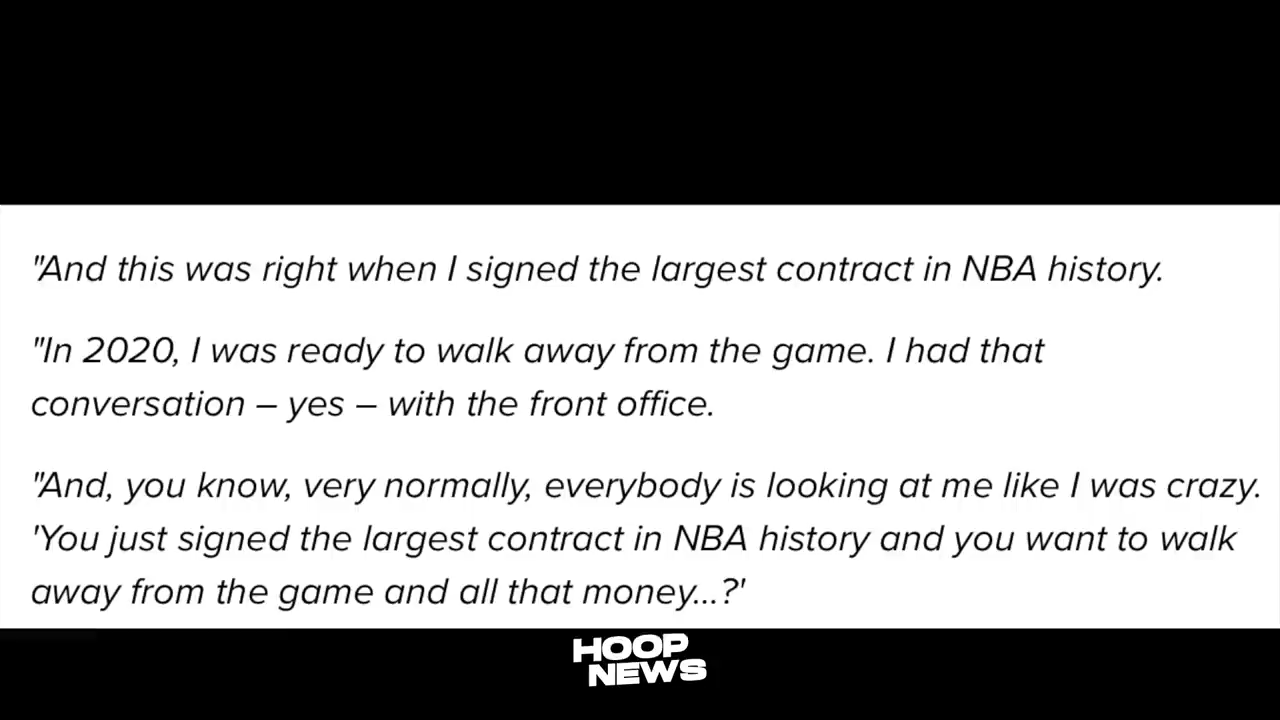 "And this was right when I signed the largest contract in NBA history.
"In 2020, I was ready to walk away from the game. I had that
conversation – yes – with the front office.
"And, you know, very normally, everybody is looking at me like I was crazy.
'You just signed the largest contract in NBA history and you want to walk
away from the game and all that money...?'
HOOP
NEWS